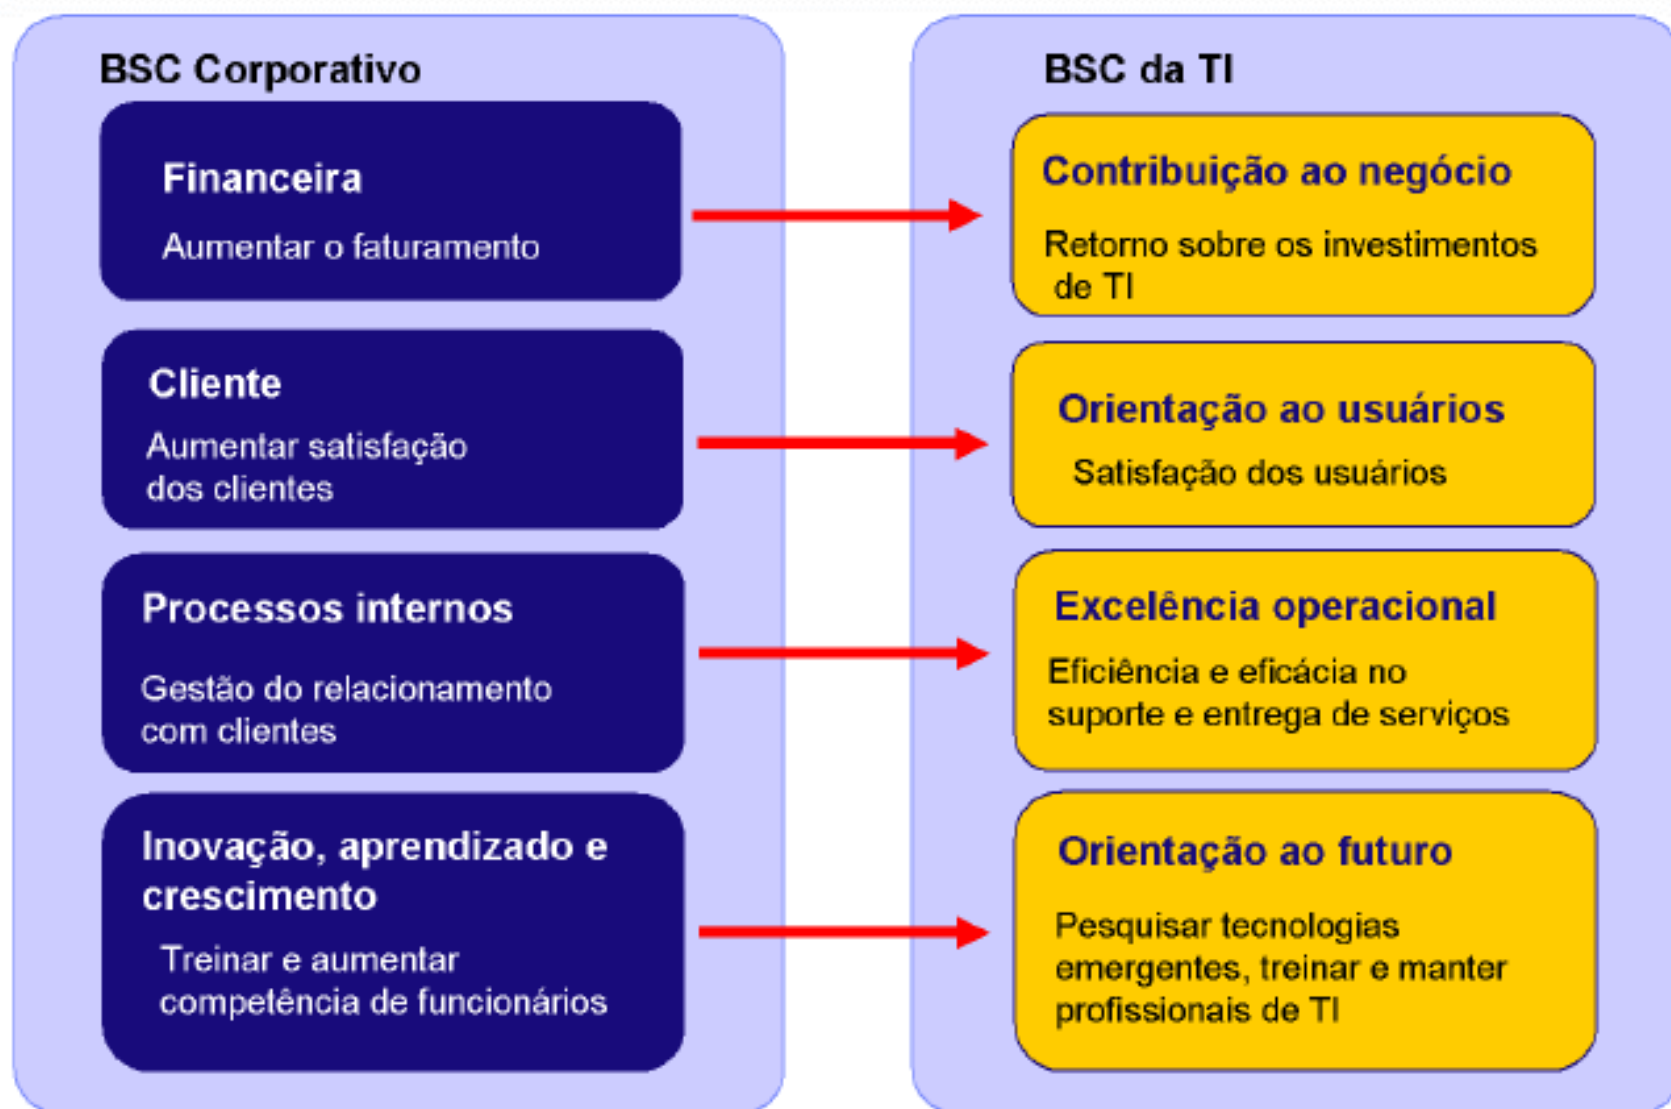 BSC Corporativo
Financeira
Aumentar o faturamento
Cliente
Aumentar satisfação
dos clientes
Processos internos
Gestão do relacionamento
com clientes
Inovação, aprendizado e
crescimento
Treinar e aumentar
competência de funcionários
BSC da TI
Contribuição ao negócio
Retorno sobre os investimentos
de TI
Orientação ao usuários
Satisfação dos usuários
Excelência operacional
Eficiência e eficácia no
suporte e entrega de serviços
Orientação ao futuro
Pesquisar tecnologias
emergentes, treinar e manter
profissionais de TI